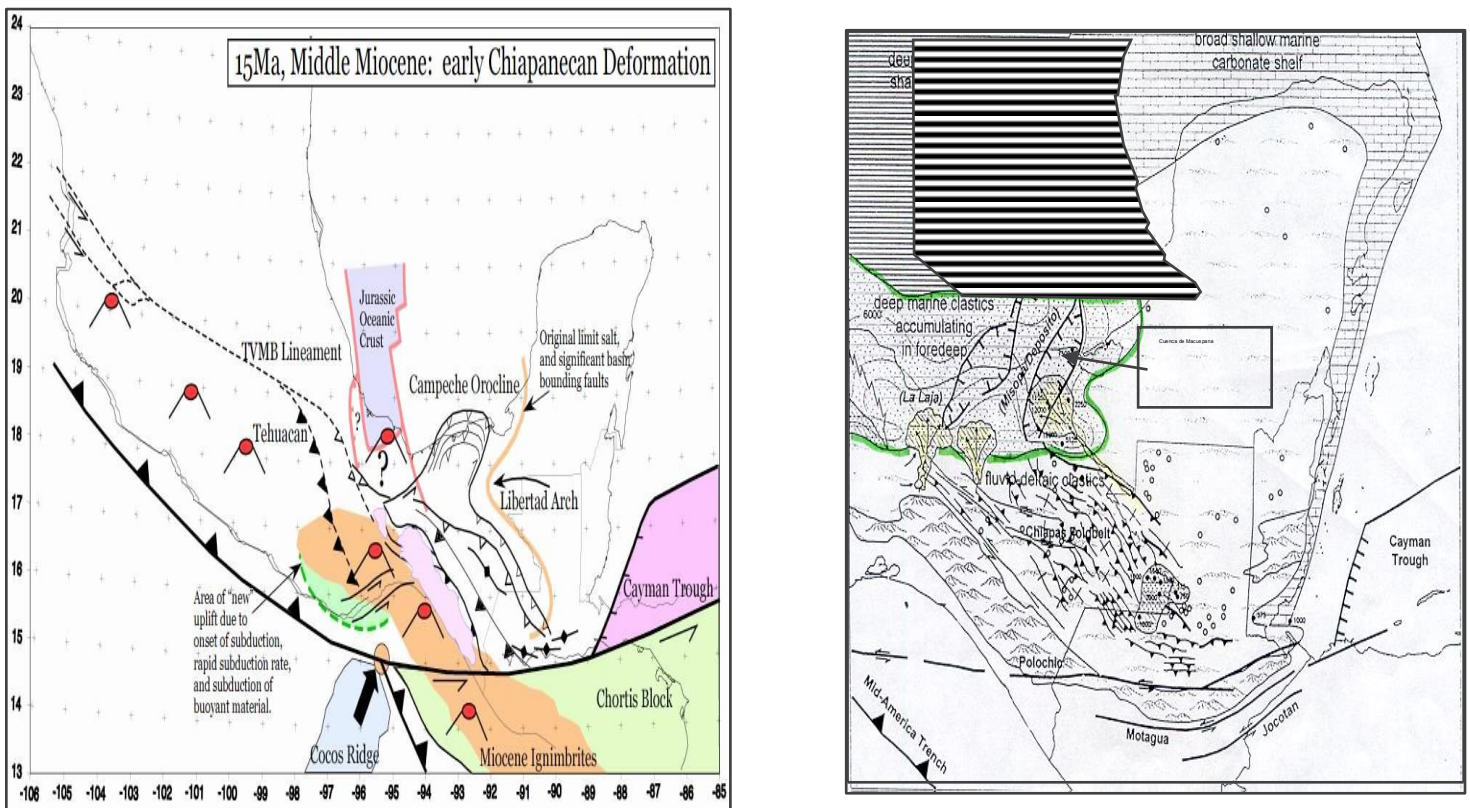 15Ma, Middle Miocene: early Chiapanecan Deformation
24
23
22
21
20
19
18
17
16
15
14
13
-106
-105
-104
-103
-102
-101
-100
-99
-98
-97
-96
-95
-94
-93
-92
-91
-90
-89
-88
-87
-86
-85
Jurassic
Oceanic
Crust
TVMB Lineament
Original limit salt,
and significant basin
bounding faults
Campeche Orocline
?
Tehuacan
?
Libertad Arch
Area of "new"
uplift due to
onset of subduction,
rapid subduction rate,
and subduction of
buoyant material.
Cayman Trough
Chortis Block
Cocos Ridge
Miocene Ignimbrites
broad shallow marine
carbonate shelf
dee
sha
deep marine clastics
6000
accumulating
in foredeep
Cuenca de Macuspana
(La Laja)
2000
fluvio-deltaic clastics
Chiapas Foldbelt
Cayman
Trough
1000
Polochic
Mid-America Trench
Motagua
Jocotan